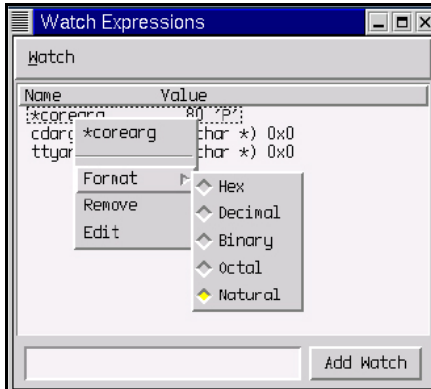 Watch Expressions
Watch
Name Value
*corearg 80 'P'
cdarg char *) 0x0
*corearg
ttyar char *) 0x0
Format
Hex
Remove
Decimal
Edit
Binary
Octal
Natural
Add Watch